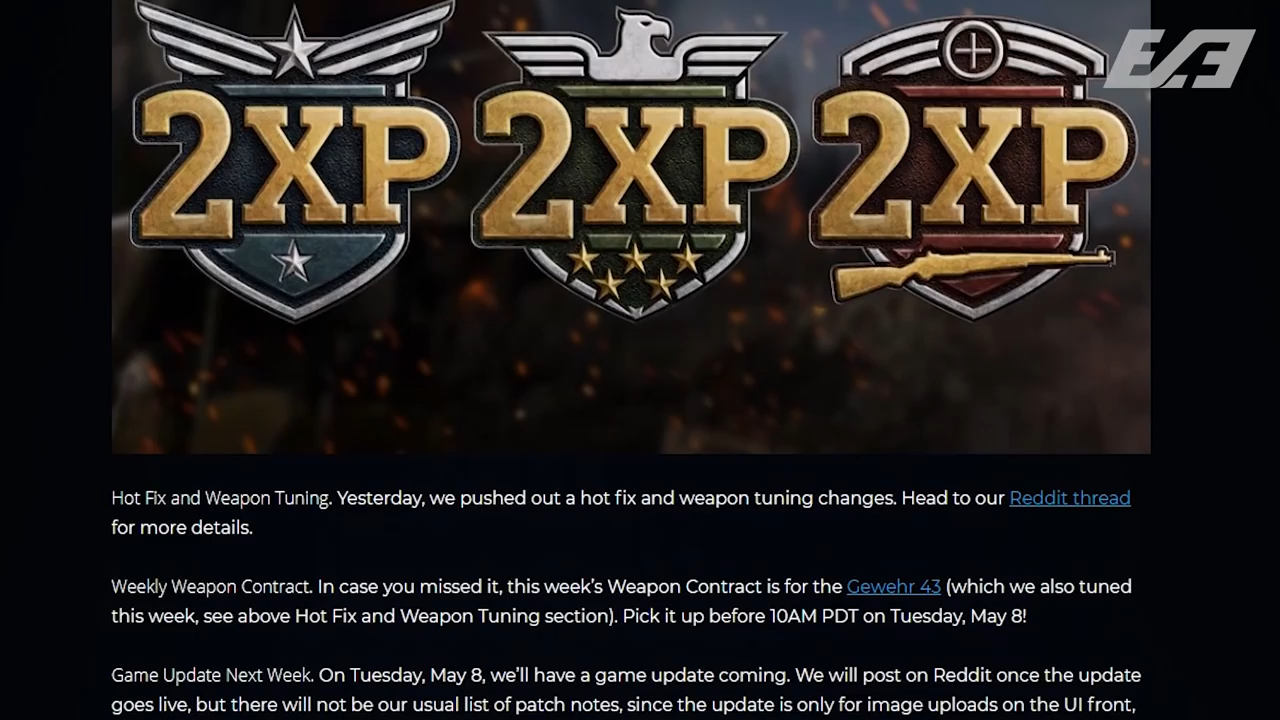 2XP 2XP 2XP
Hot Fix and Weapon Tuning. Yesterday, we pushed out a hot fix and weapon tuning changes. Head to our Reddit thread
for more details.
Weekly Weapon Contract. In case you missed it, this week's Weapon Contract is for the Gewehr 43 (which we also tuned
this week, see above Hot Fix and Weapon Tuning section). Pick it up before 10AM PDT on Tuesday, May 8!
Game Update Next Week. On Tuesday, May 8, we'll have a game update coming. We will post on Reddit once the update
goes live, but there will not be our usual list of patch notes, since the update is only for image uploads on the UI front,